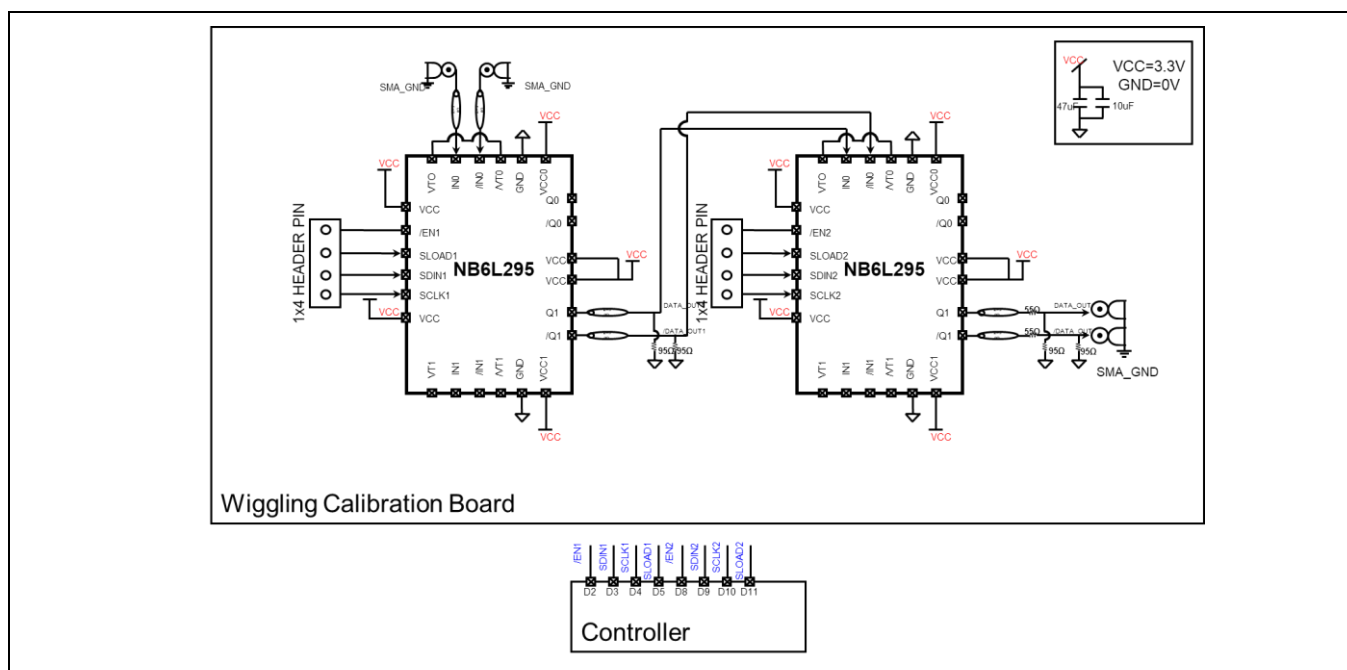 SMA_GND
SMA_GND
VCC
VCC=3.3V
GND=0V
47uF
10uF
VCC
VCC
VTO
IN0
/IN0
/VT0
GND
VCC0
VTO
IN0
/IN0
/VT0
GND
VCC0
VCC
VCC
Q0
/Q0
Q0
/Q0
VCC
VCC
1x4 HEADER PIN
/EN1
SLOAD1
SDIN1
SCLK1
VCC
VCC
NB6L295
VCC
VCC
VCC
Q1
/Q1
DATA_OUT1
/DATA_OUT1
95Ω
95Ω
1x4 HEADER PIN
/EN2
SLOAD2
SDIN2
SCLK2
VCC
VCC
NB6L295
VCC
VCC
VCC
Q1
/Q1
55Ω
55Ω
DATA_OUT
/DATA_OUT
95Ω
95Ω
SMA_GND
VT1
IN1
/IN1
/VT1
GND
VCC1
VT1
IN1
/IN1
/VT1
GND
VCC1
VCC
VCC
Wiggling Calibration Board
/EN1
SDIN1
SCLK1
SLOAD1
/EN2
SDIN2
SCLK2
SLOAD2
D2
D3
D4
D5
D8
D9
D10
D11
Controller